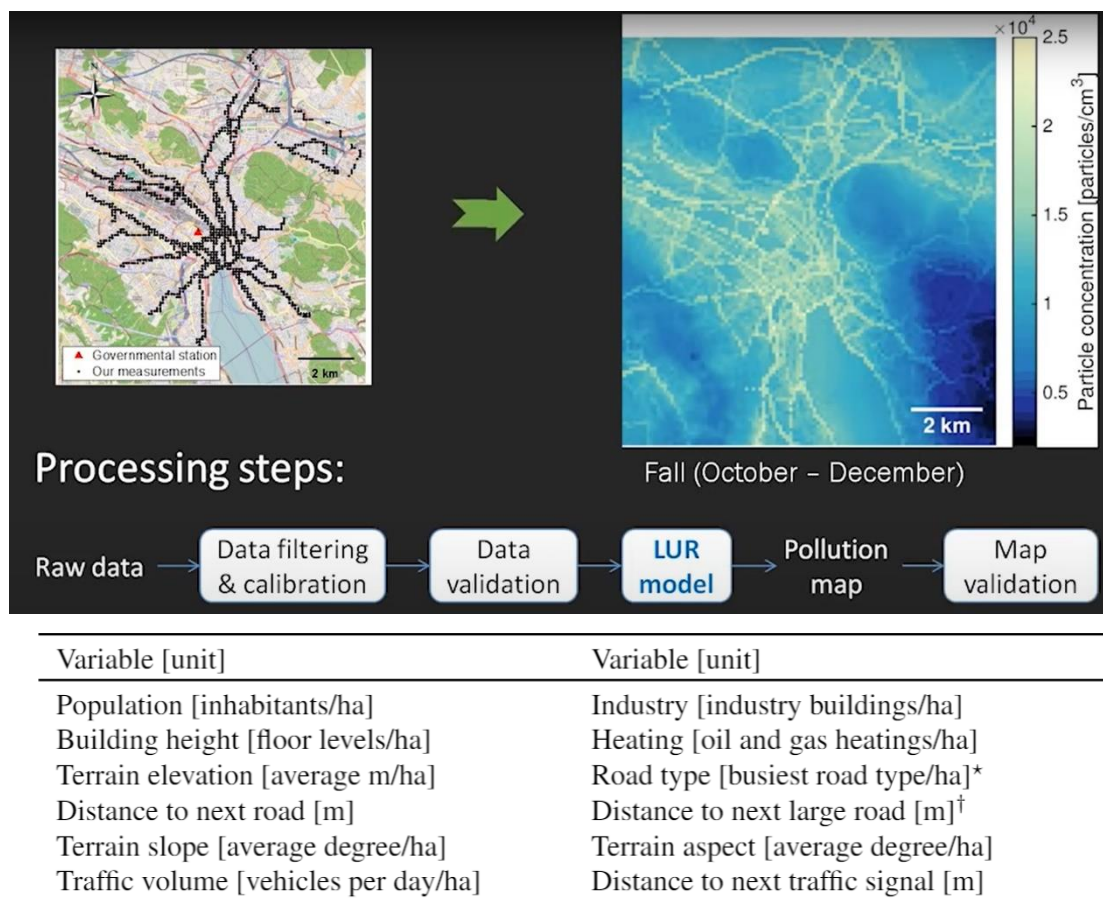 Governmental station
Our measurements
2 km
×10⁴
2.5
2
1.5
1
0.5
Particle concentration [particles/cm³]
2 km
Fall (October – December)
Processing steps:
Raw data
Data filtering
& calibration
Data
validation
LUR
model
Pollution
map
Map
validation
Variable [unit]
Variable [unit]
Population [inhabitants/ha]
Industry [industry buildings/ha]
Building height [floor levels/ha]
Heating [oil and gas heatings/ha]
Terrain elevation [average m/ha]
Road type [busiest road type/ha]⋆
Distance to next road [m]
Distance to next large road [m]†
Terrain slope [average degree/ha]
Terrain aspect [average degree/ha]
Traffic volume [vehicles per day/ha]
Distance to next traffic signal [m]